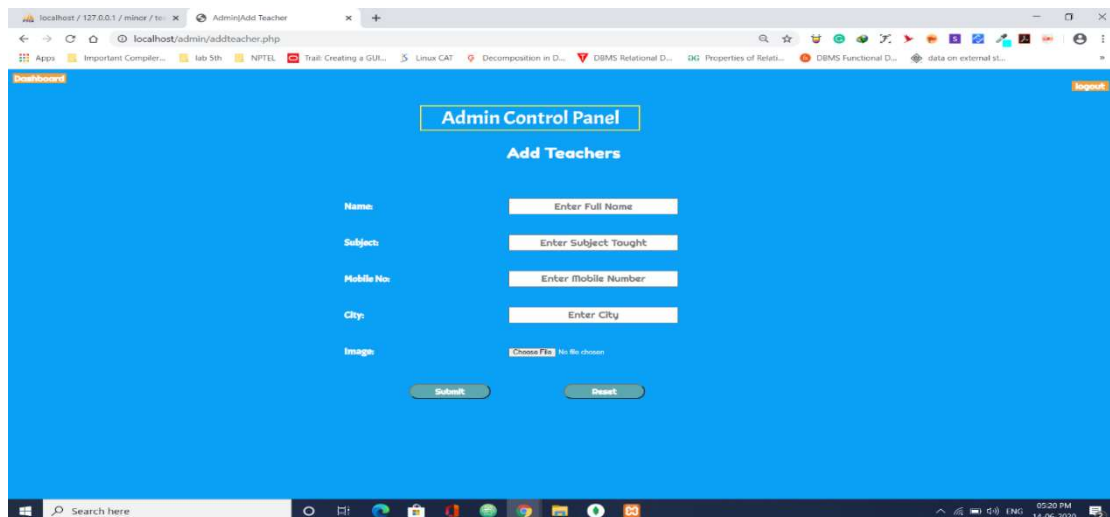 localhost / 127.0.0.1 / minor / te
Admin|Add Teacher
localhost/admin/addteacher.php
Apps
Important Compiler...
lab 5th
NPTEL
Trail: Creating a GUI...
Linux CAT
Decomposition in D...
DBMS Relational D...
Properties of Relati...
DBMS Functional D...
data on external st...
Dashboard
logout
Admin Control Panel
Add Teachers
Name:
Enter Full Name
Subject:
Enter Subject Tought
Mobile No:
Enter Mobile Number
City:
Enter City
Image:
Choose File No file chosen
Submit
Reset
Search here
ENG
05:20 PM
14-06-2020